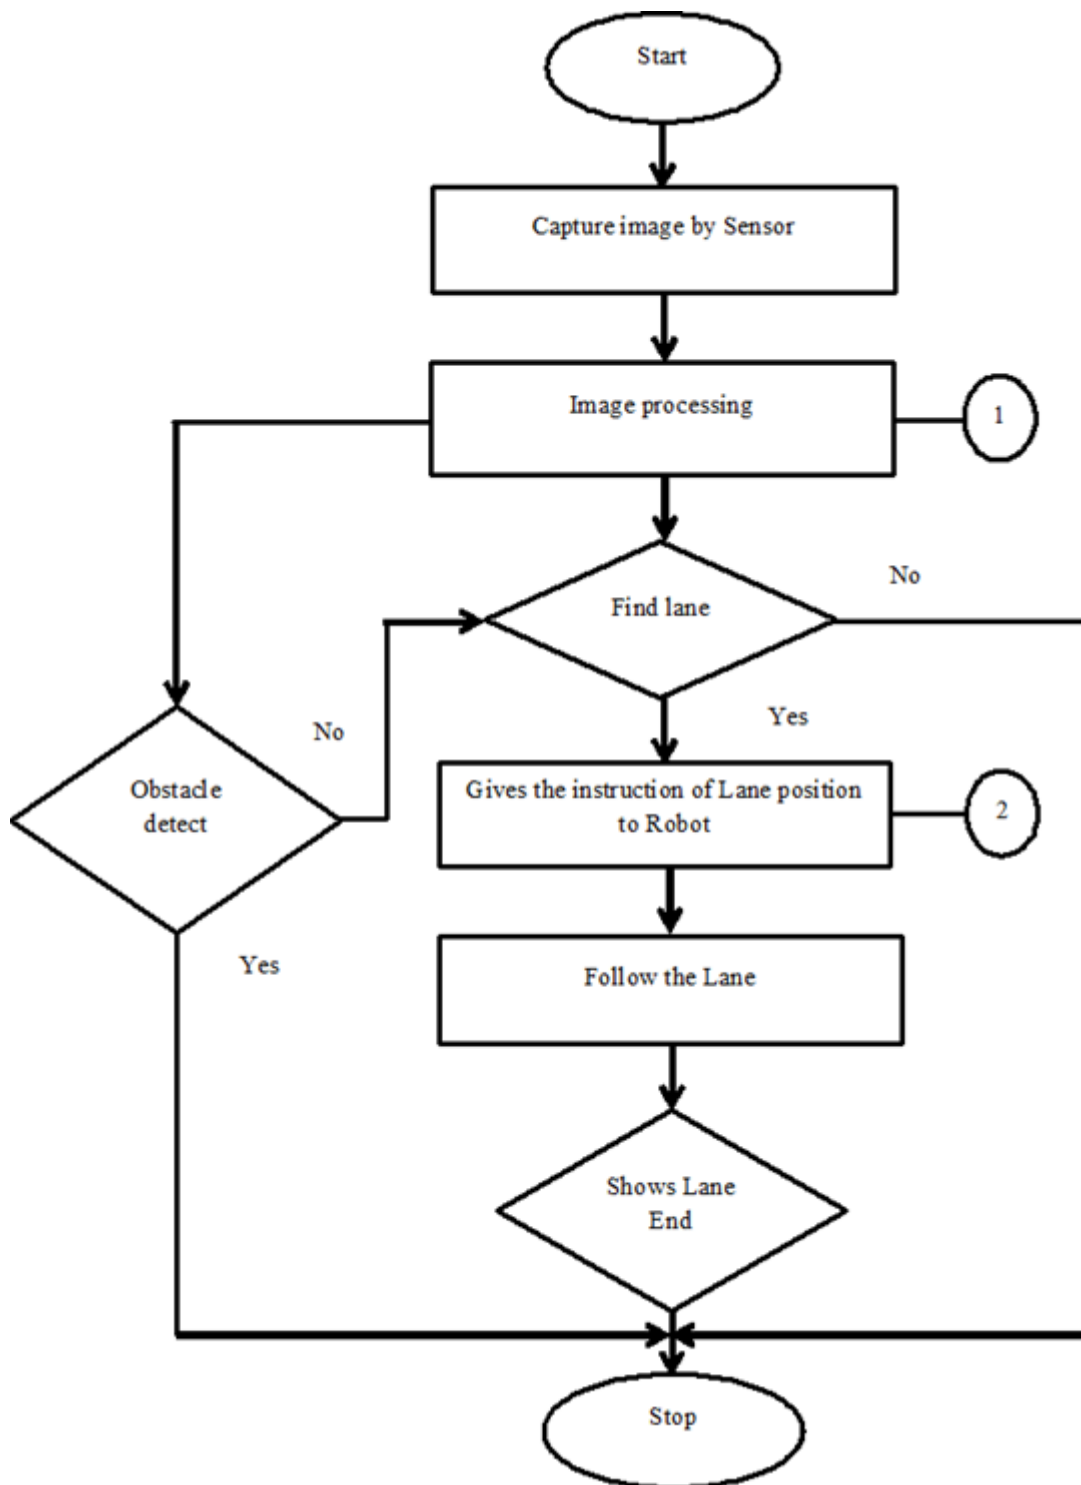 Start
Capture image by Sensor
Image processing
1
Find lane
No
No
Yes
Obstacle
detect
Gives the instruction of Lane position
to Robot
2
Yes
Follow the Lane
Shows Lane
End
Stop